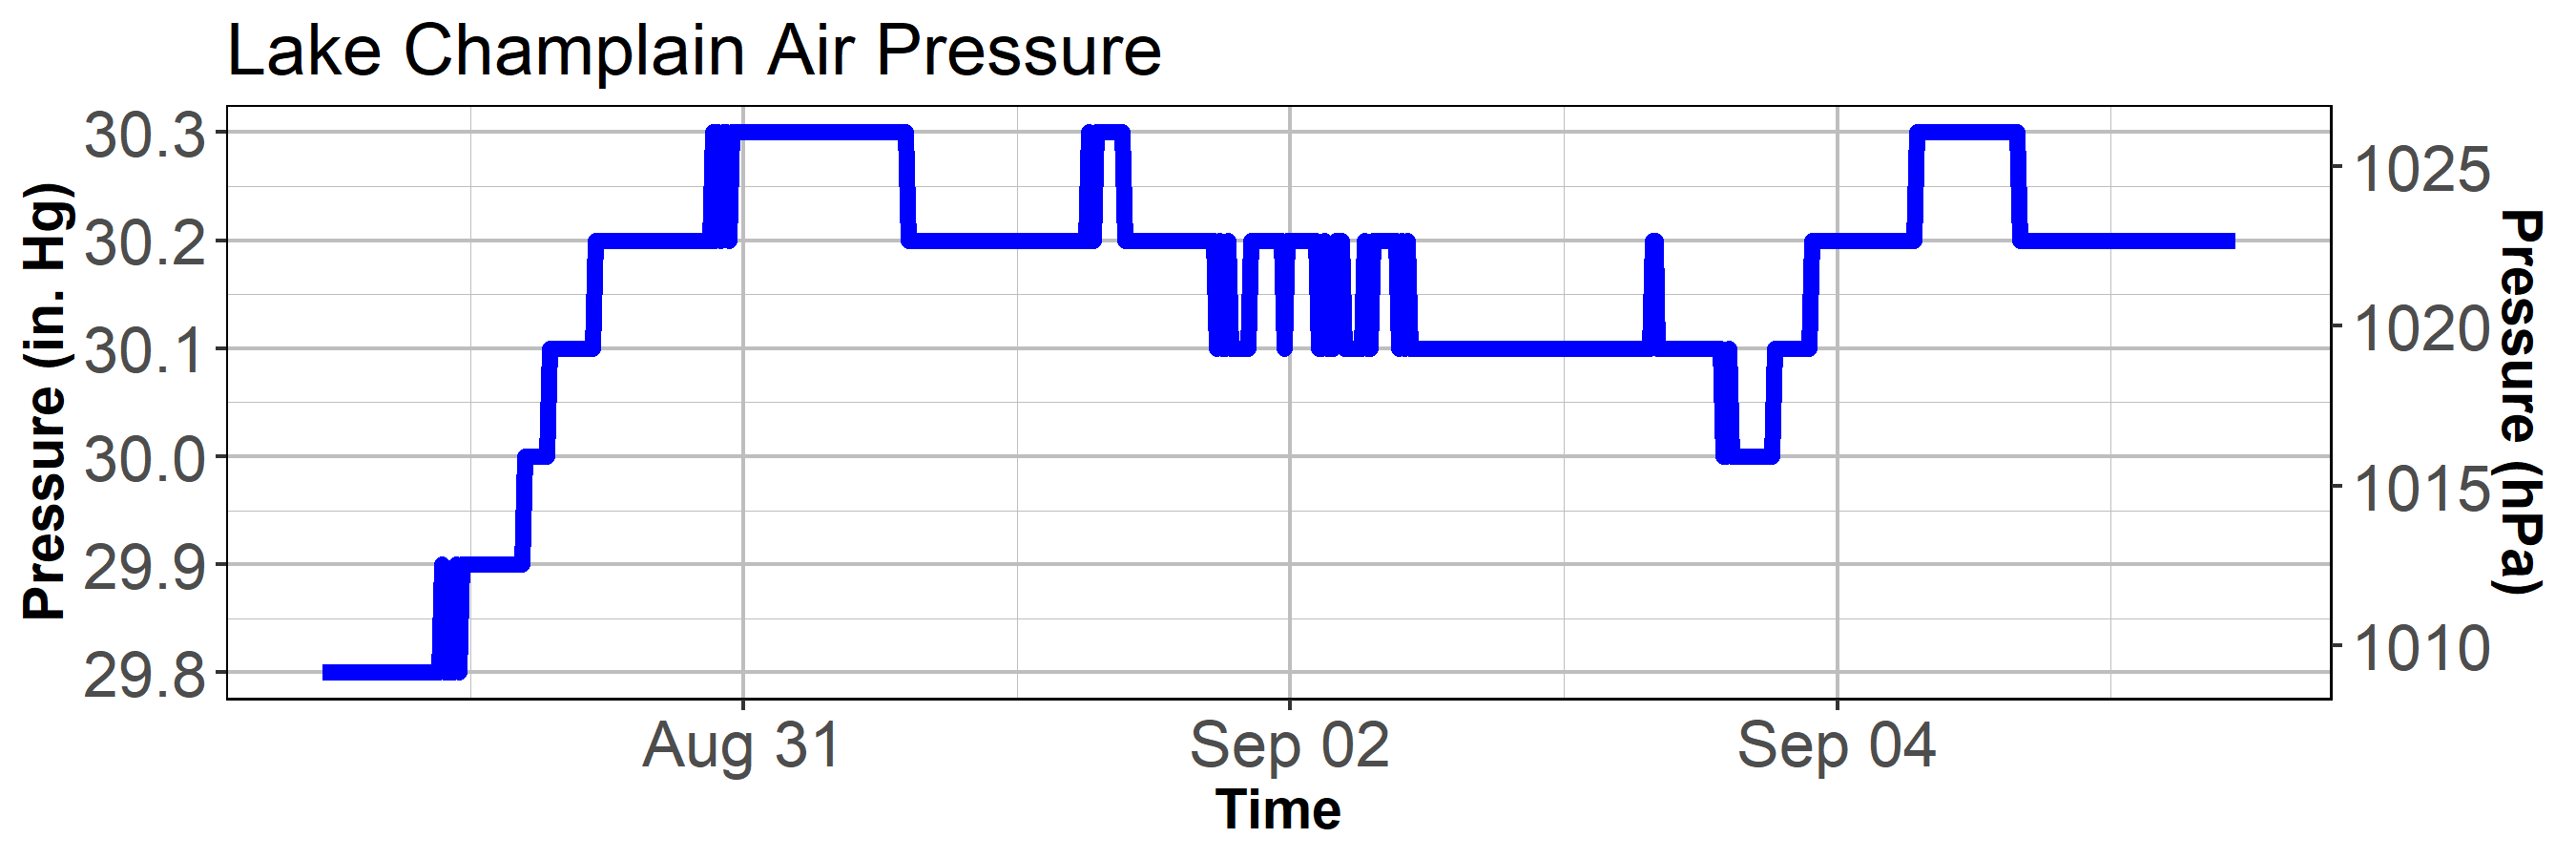 Lake Champlain Air Pressure
Pressure (in. Hg)
30.3
30.2
30.1
30.0
29.9
29.8
1025
1020
1015
1010
Pressure (hPa)
Aug 31
Sep 02
Sep 04
Time